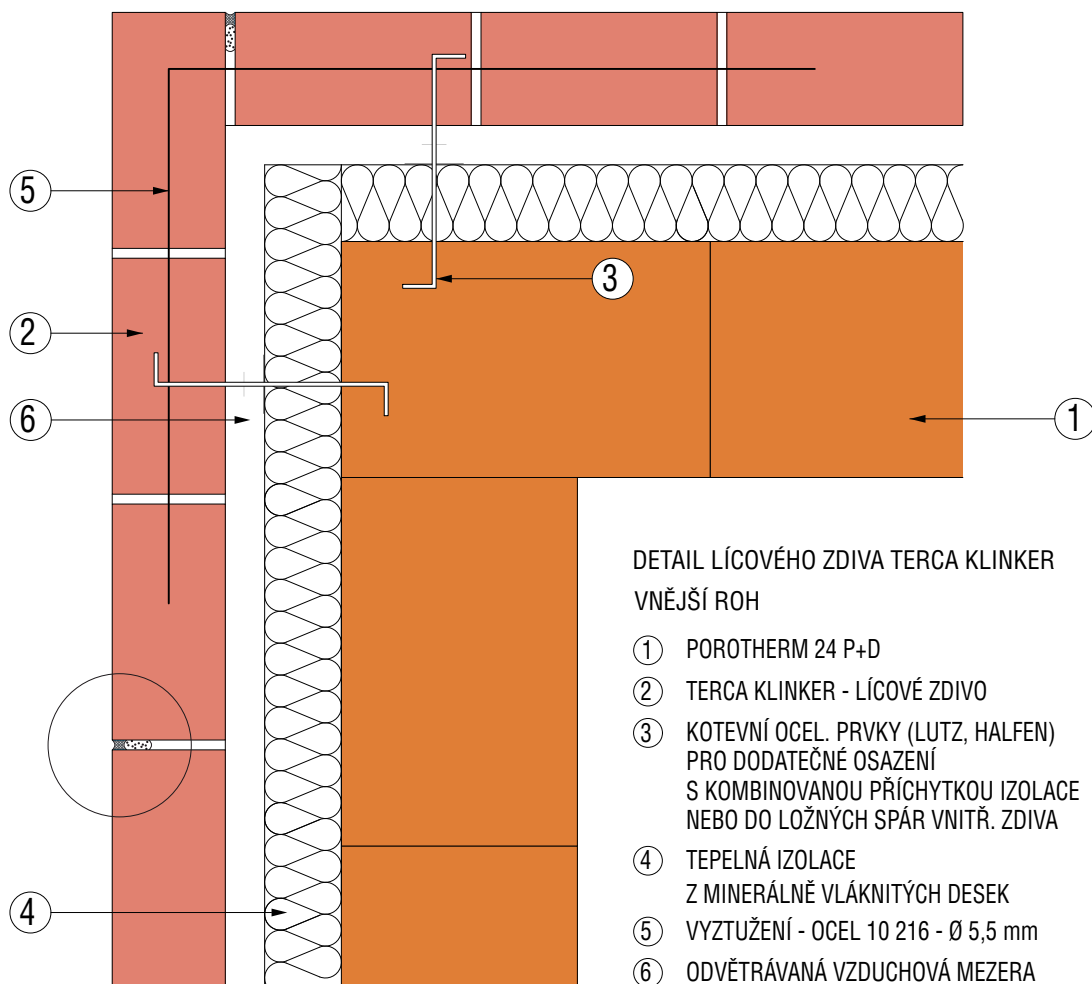 5
2
6
4
3
1
DETAIL LÍCOVÉHO ZDIVA TERCA KLINKER
VNĚJŠÍ ROH
1 POROTHERM 24 P+D
2 TERCA KLINKER - LÍCOVÉ ZDIVO
3 KOTEVNÍ OCEL. PRVKY (LUTZ, HALFEN)
PRO DODATEČNÉ OSAZENÍ
S KOMBINOVANOU PŘÍCHYTKOU IZOLACE
NEBO DO LOŽNÝCH SPÁR VNITŘ. ZDIVA
4 TEPELNÁ IZOLACE
Z MINERÁLNĚ VLÁKNITÝCH DESEK
5 VYZTUŽENÍ - OCEL 10 216 - Ø 5,5 mm
6 ODVĚTRÁVANÁ VZDUCHOVÁ MEZERA